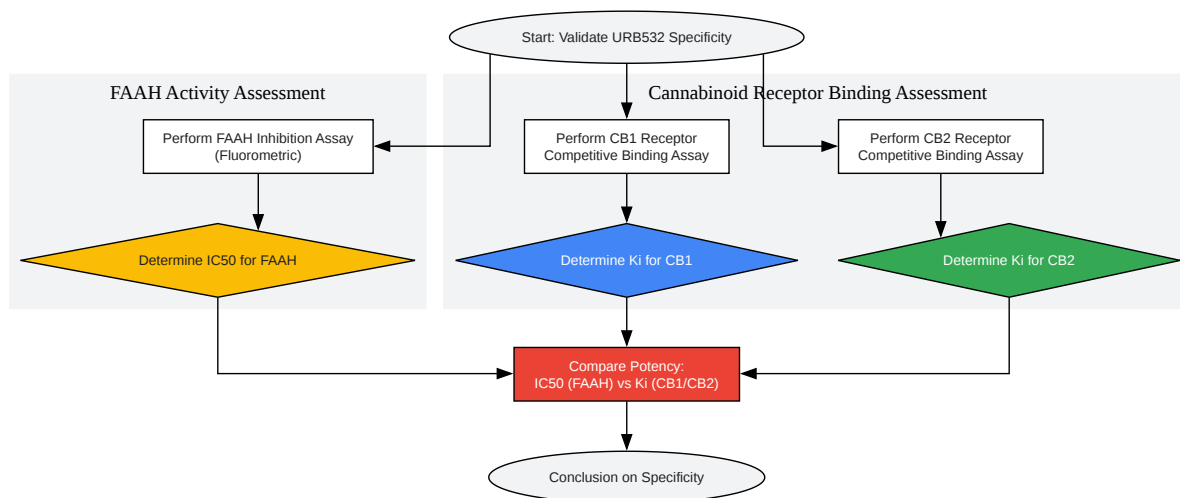 Start: Validate URB532 Specificity
FAAH Activity Assessment
Cannabinoid Receptor Binding Assessment
Perform FAAH Inhibition Assay
(Fluorometric)
Perform CB1 Receptor
Competitive Binding Assay
Perform CB2 Receptor
Competitive Binding Assay
Determine IC50 for FAAH
Determine Ki for CB1
Determine Ki for CB2
Compare Potency:
IC50 (FAAH) vs Ki (CB1/CB2)
Conclusion on Specificity